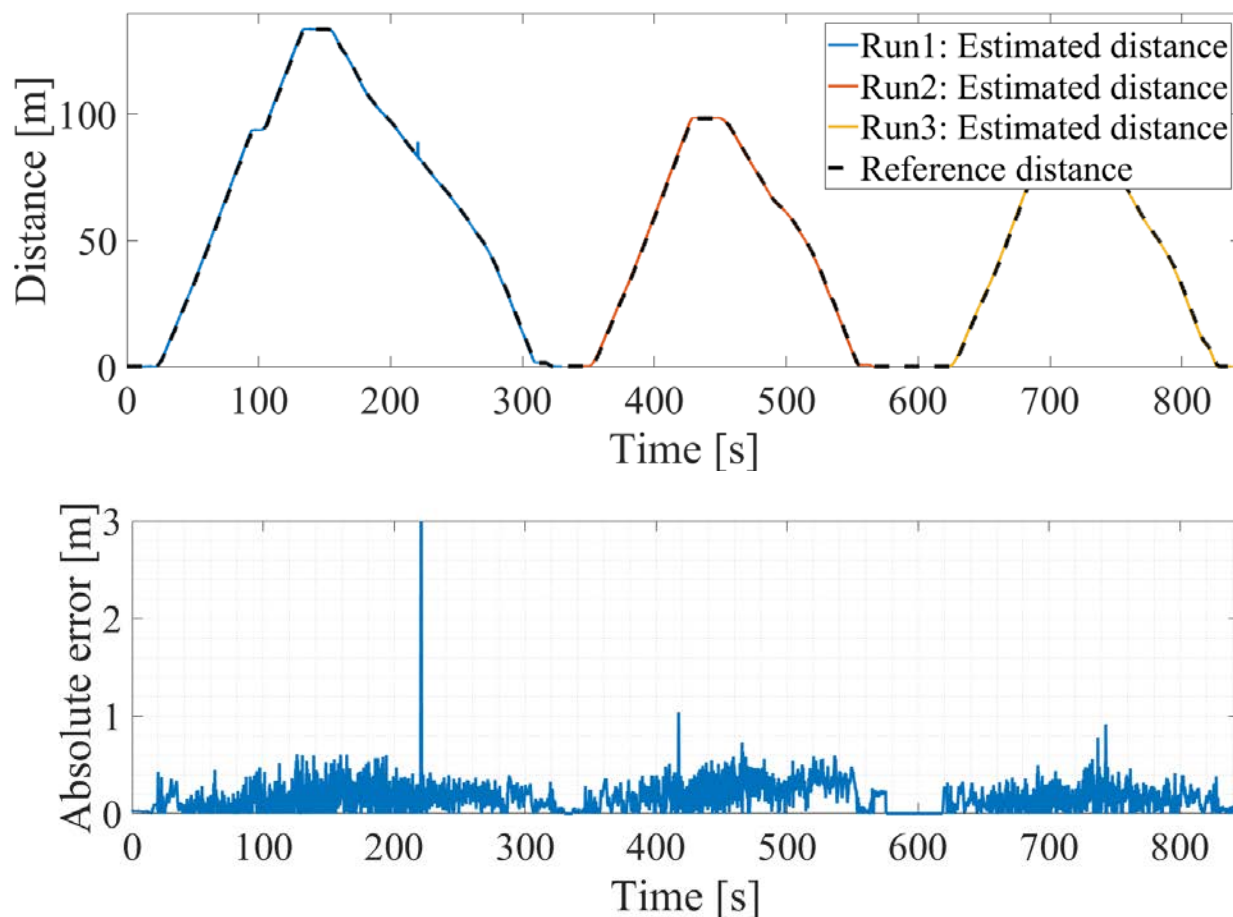 Distance [m]
100
50
0
Run1: Estimated distance
Run2: Estimated distance
Run3: Estimated distance
Reference distance
0 100 200 300 400 500 600 700 800
Time [s]
Absolute error [m]
3
2
1
0
0 100 200 300 400 500 600 700 800
Time [s]